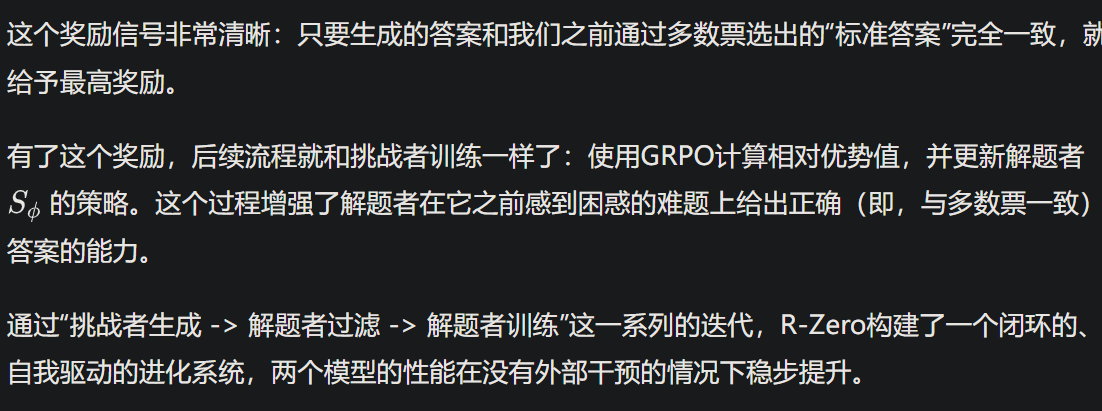 这个奖励信号非常清晰：只要生成的答案和我们之前通过多数票选出的“标准答案”完全一致，就
给予最高奖励。
有了这个奖励，后续流程就和挑战者训练一样了：使用GRPO计算相对优势值，并更新解题者
S_ϕ 的策略。这个过程增强了解题者在它之前感到困惑的难题上给出正确（即，与多数票一致）
答案的能力。
通过“挑战者生成 -> 解题者过滤 -> 解题者训练”这一系列的迭代，R-Zero构建了一个闭环的、
自我驱动的进化系统，两个模型的性能在没有外部干预的情况下稳步提升。